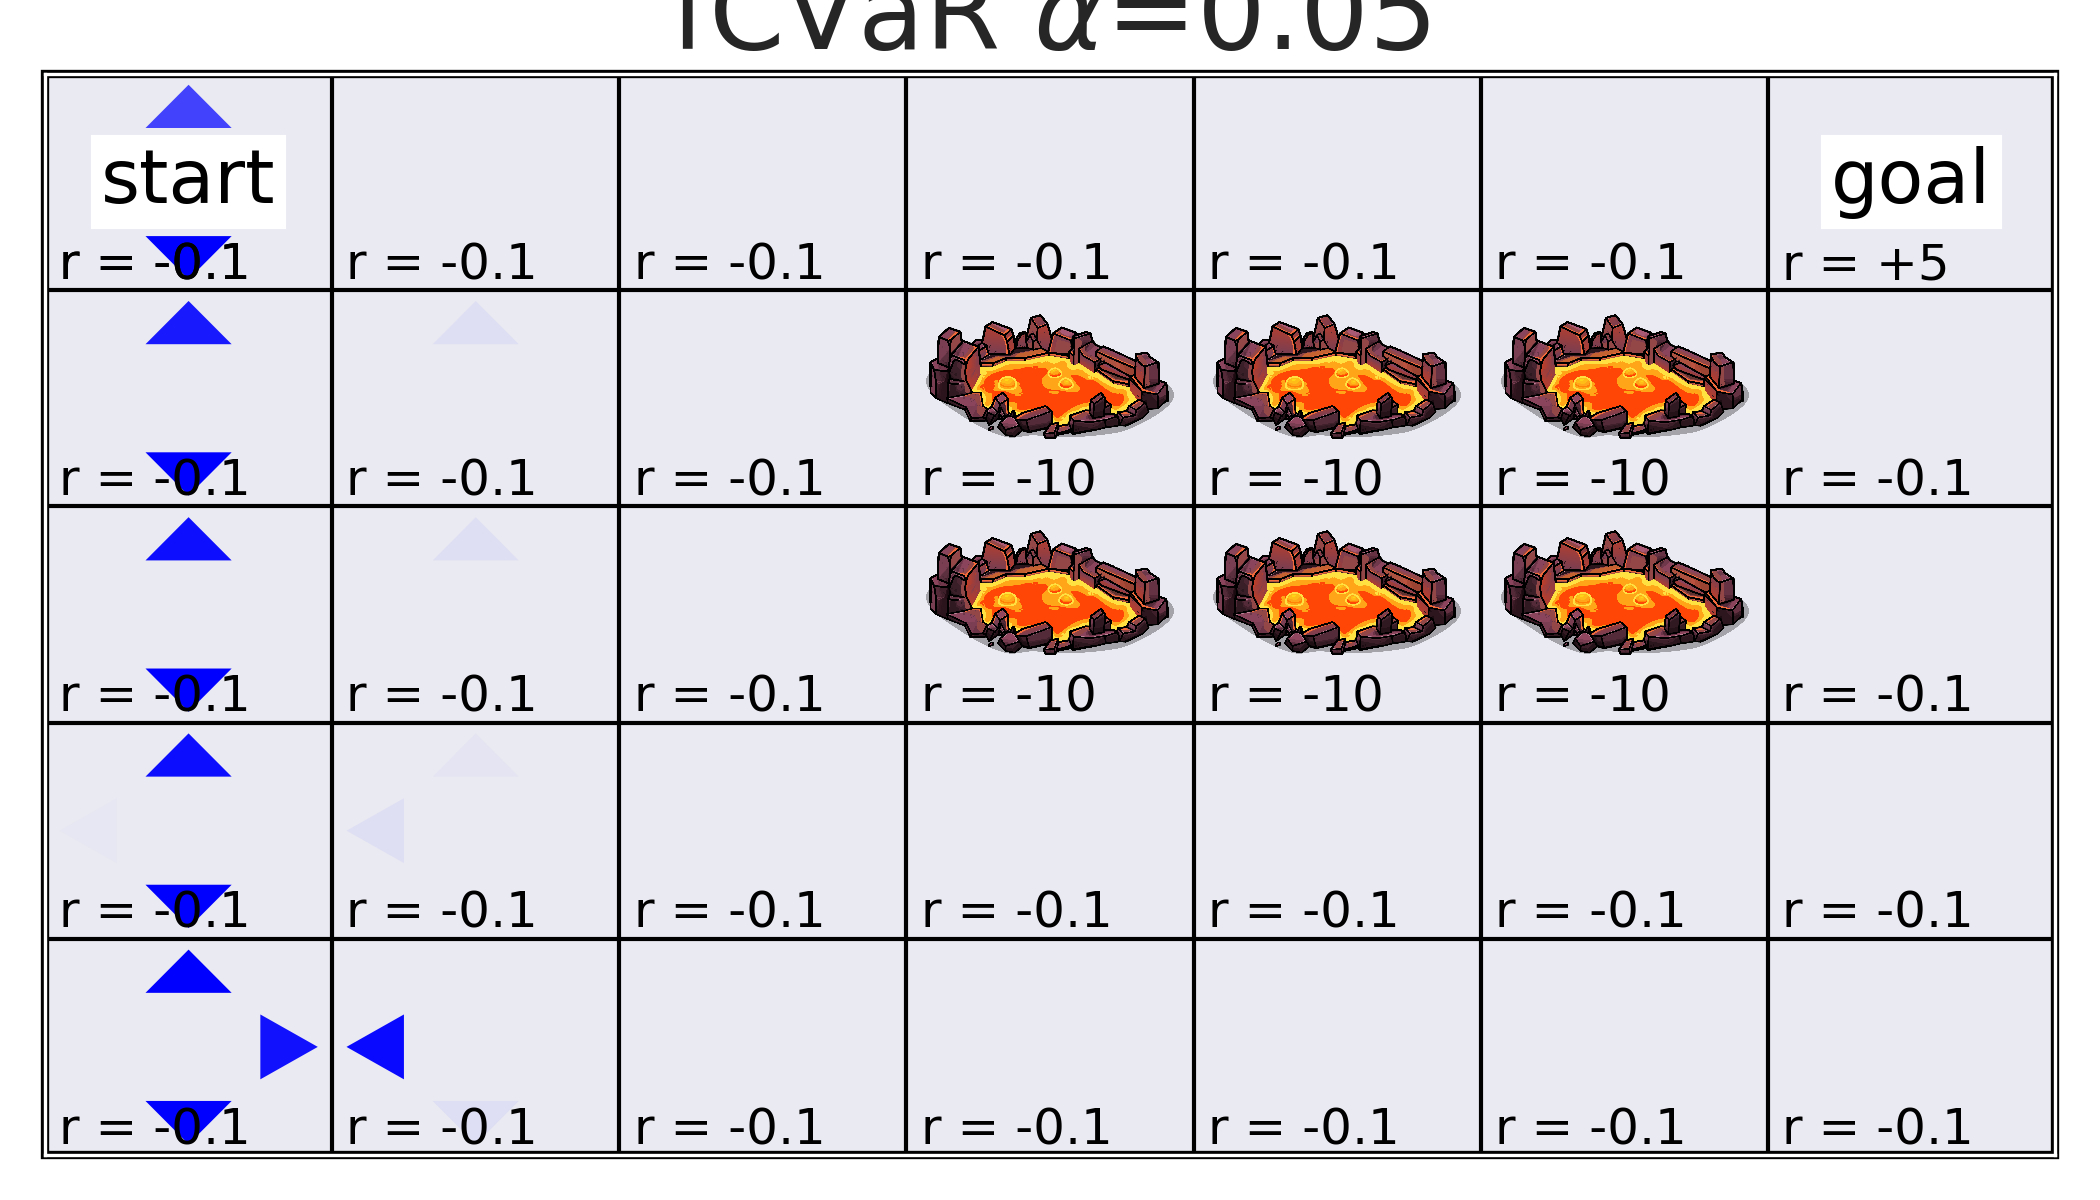 ICVaR α=0.05
start
goal
r = -0.1 r = -0.1 r = -0.1 r = -0.1 r = -0.1 r = -0.1 r = +5
r = -0.1 r = -0.1 r = -0.1 r = -10 r = -10 r = -10 r = -0.1
r = -0.1 r = -0.1 r = -0.1 r = -10 r = -10 r = -10 r = -0.1
r = -0.1 r = -0.1 r = -0.1 r = -0.1 r = -0.1 r = -0.1 r = -0.1
r = -0.1 r = -0.1 r = -0.1 r = -0.1 r = -0.1 r = -0.1 r = -0.1